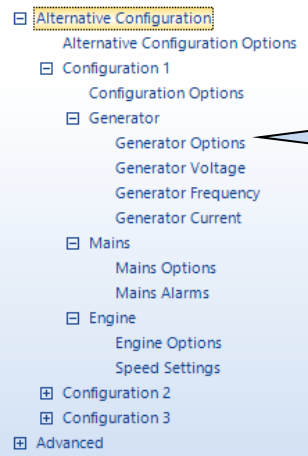 Alternative Configuration
Alternative Configuration Options
Configuration 1
Configuration Options
Generator
Generator Options
Generator Voltage
Generator Frequency
Generator Current
Mains
Mains Options
Mains Alarms
Engine
Engine Options
Speed Settings
Configuration 2
Configuration 3
Advanced